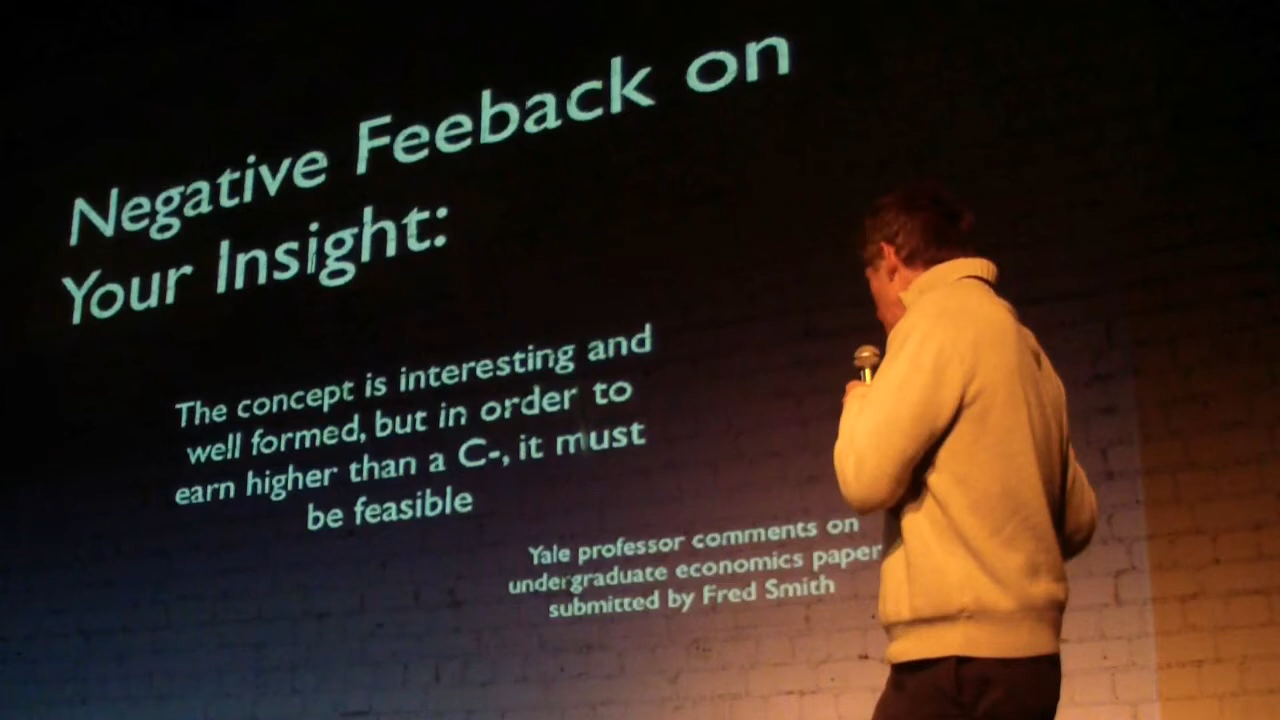 Negative Feeback on
Your Insight:
The concept is interesting and
well formed, but in order to
earn higher than a C-, it must
be feasible
Yale professor comments on
undergraduate economics paper
submitted by Fred Smith